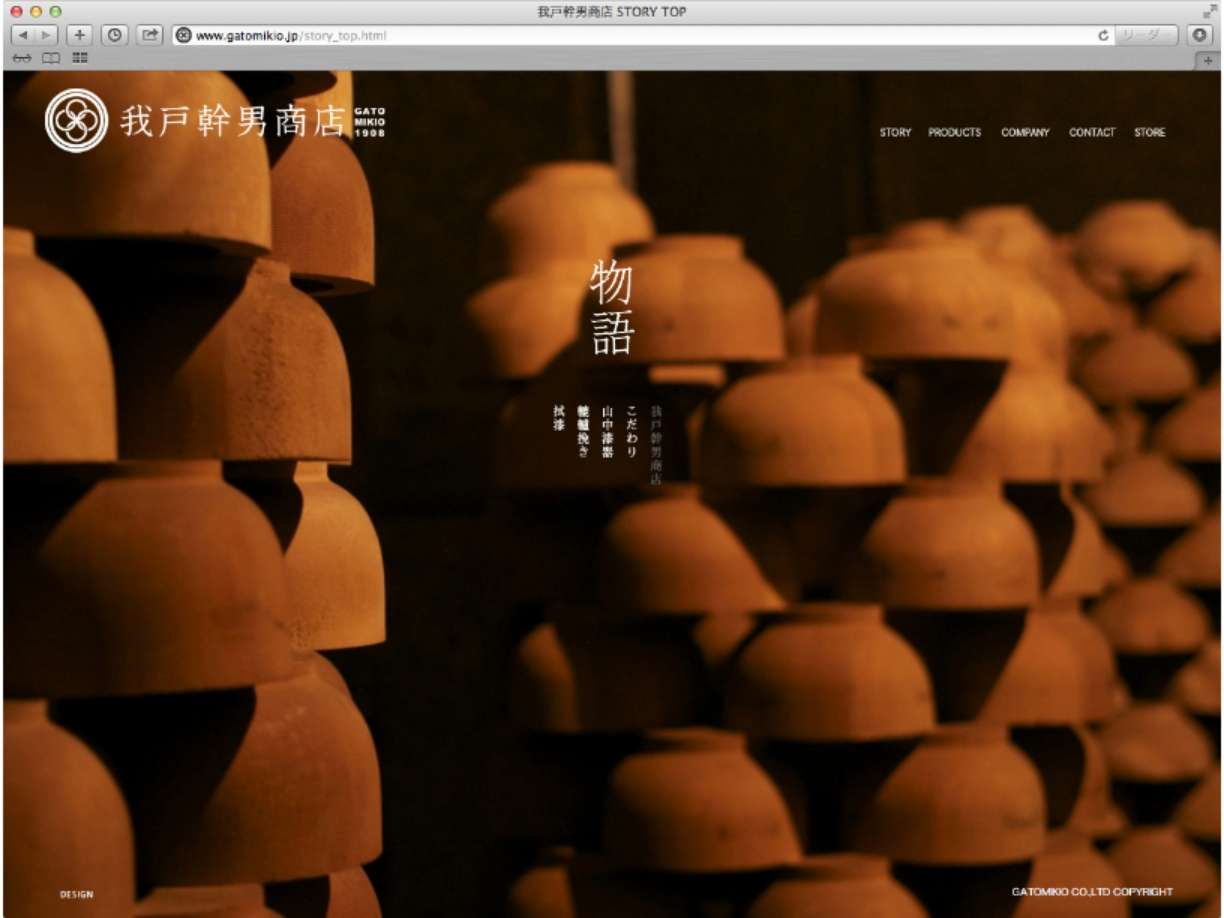 我戸幹男商店 STORY TOP
www.gatomikio.jp/story_top.html
リーダー
我戸幹男商店
GATO
MIKIO
1908
STORY PRODUCTS COMPANY CONTACT STORE
物語
我戸幹男商店
こだわり
山中漆器
轆轤挽き
拭漆
DESIGN
GATOMIKIO CO.,LTD COPYRIGHT